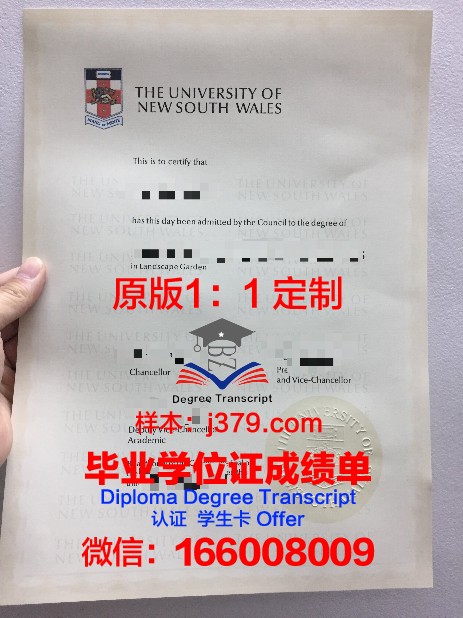 THE UNIVERSITY OF
NEW SOUTH WALES
This is to certify that
has this day been admitted by the Council to the degree of
in Landscape Garden
原版1：1 定制
Chancellor
and Vice-Chancellor
Degree Transcript
Deputy Vice-Chancellor
Academic
样本：j379.com
毕业学位证成绩单
Diploma Degree Transcript
认证 学生卡 Offer
微信：166008009